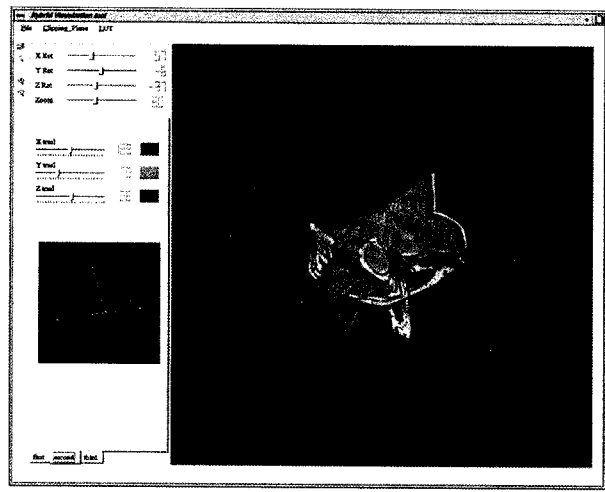 Hybrid Visualization tool
File Clipping_Plane LUT
X Rot
Y Rot
Z Rot
Zoom
X trnsl
Y trnsl
Z trnsl
first second third